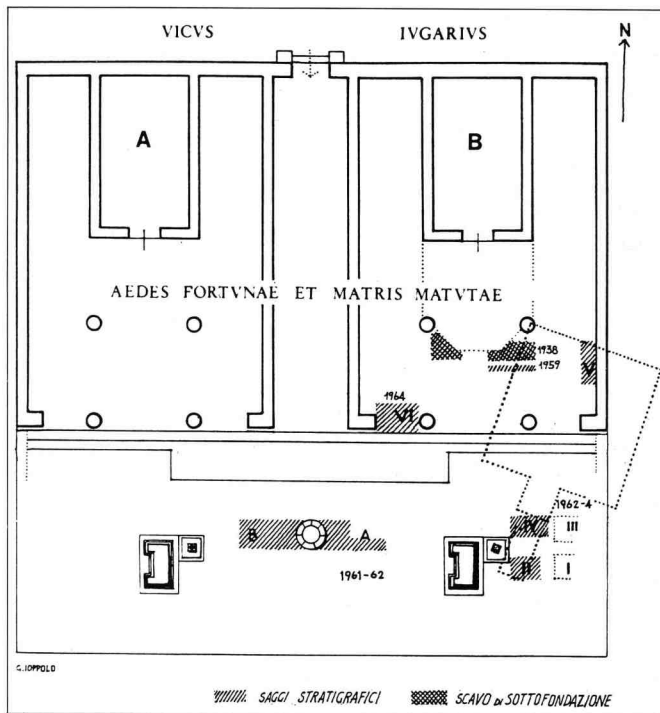 VICVS IVGARIVS
N
A B
AEDES FORTVNAE ET MATRIS MATVTAE
1938
1959
V
1964
VI
1962-4
IV III
B A
II I
1961-62
G. IOPPOLO
SAGGI STRATIGRAFICI SCAVO DI SOTTOFONDAZIONE